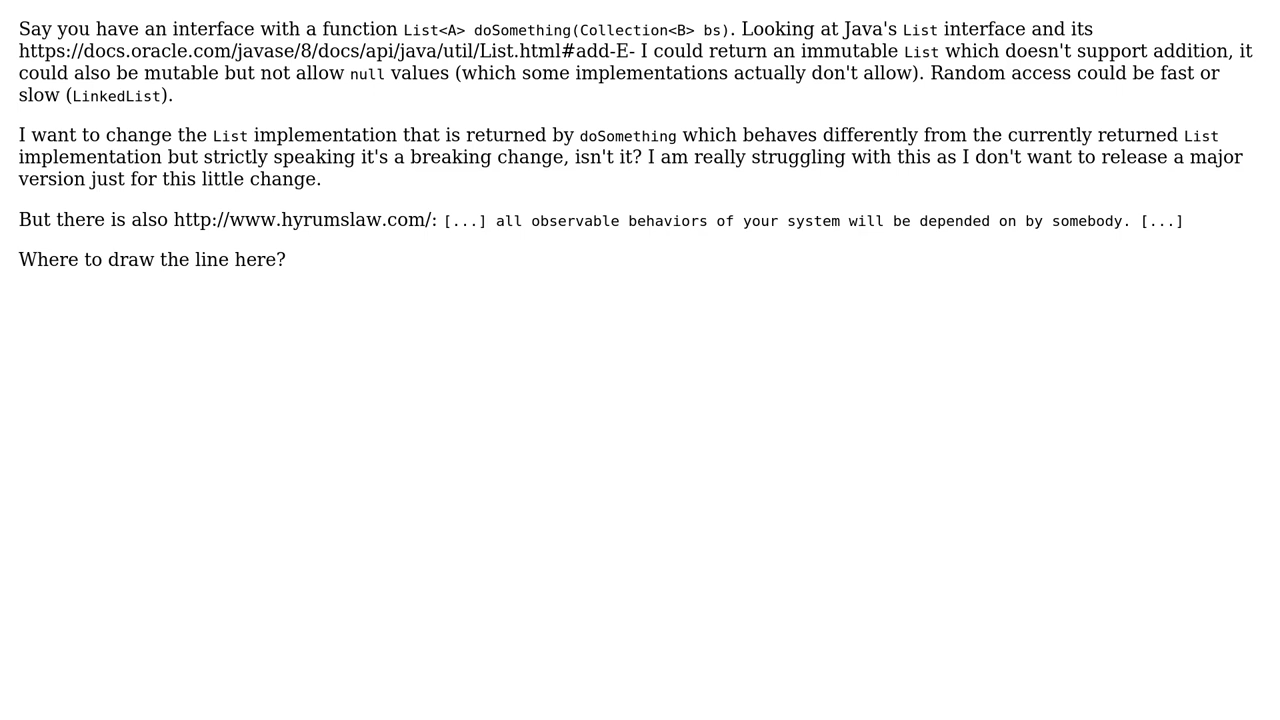 Say you have an interface with a function List<A> doSomething(Collection<B> bs). Looking at Java's List interface and its
https://docs.oracle.com/javase/8/docs/api/java/util/List.html#add-E- I could return an immutable List which doesn't support addition, it
could also be mutable but not allow null values (which some implementations actually don't allow). Random access could be fast or
slow (LinkedList).
I want to change the List implementation that is returned by doSomething which behaves differently from the currently returned List
implementation but strictly speaking it's a breaking change, isn't it? I am really struggling with this as I don't want to release a major
version just for this little change.
But there is also http://www.hyrumslaw.com/: [...] all observable behaviors of your system will be depended on by somebody. [...]
Where to draw the line here?